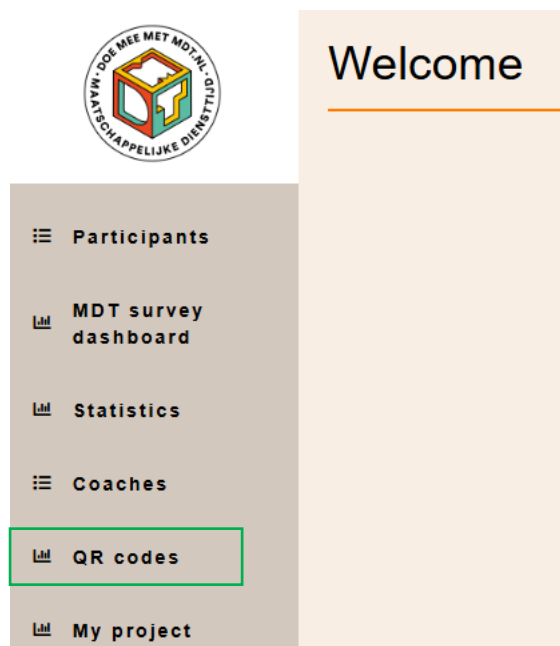 DOE MEE MET MDT.NL · MAATSCHAPPELIJKE DIENSTTIJD ·
Welcome
Participants
MDT survey
dashboard
Statistics
Coaches
QR codes
My project